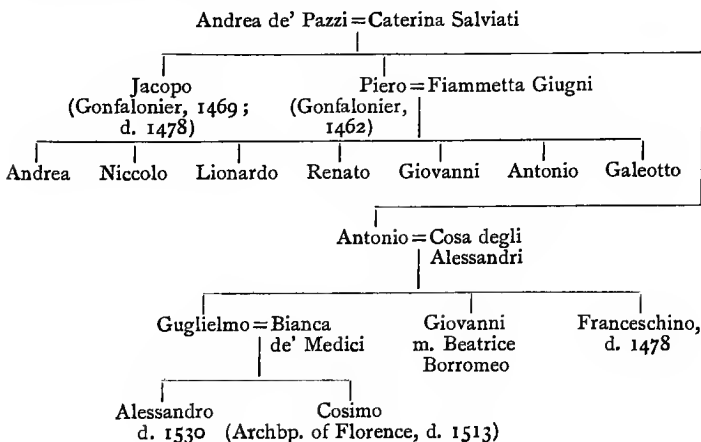 Andrea de' Pazzi=Caterina Salviati
Jacopo
(Gonfalonier, 1469;
d. 1478)
Piero=Fiammetta Giugni
(Gonfalonier,
1462)
Andrea Niccolo Lionardo Renato Giovanni Antonio Galeotto
Antonio=Cosa degli
Alessandri
Guglielmo=Bianca
de' Medici
Giovanni
m. Beatrice
Borromeo
Franceschino,
d. 1478
Alessandro
d. 1530
Cosimo
(Archbp. of Florence, d. 1513)